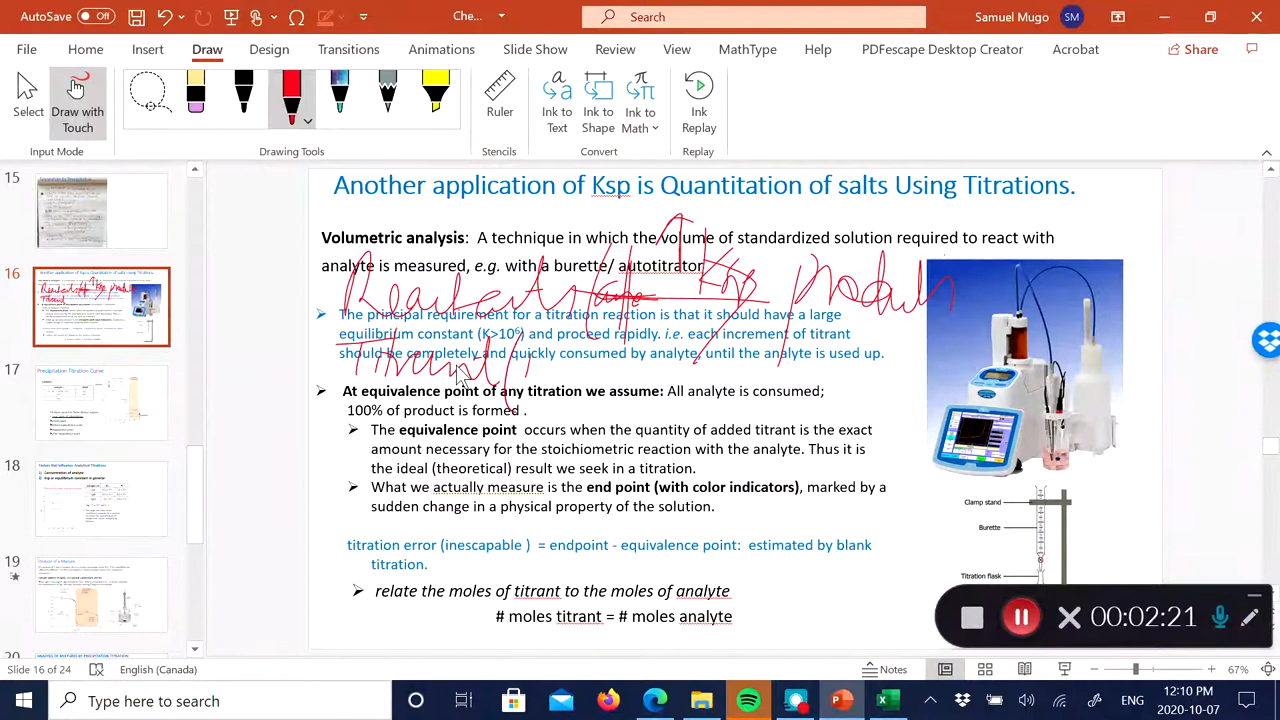 AutoSave Off Che... Search Samuel Mugo SM
File Home Insert Draw Design Transitions Animations Slide Show Review View MathType Help PDFescape Desktop Creator Acrobat Share
Select Draw with Touch Ruler Ink to Text Ink to Shape Ink to Math Ink Replay
Input Mode Drawing Tools Stencils Convert Replay
15
16
17
Precipitation Titration Curve
18
19
Another application of Ksp is Quantitation of salts Using Titrations.
Volumetric analysis: A technique in which the volume of standardized solution required to react with
analyte is measured, e.g. with burette/ autotitrator
Ksp
The principal requirement for a titration reaction is that it should have a large
equilibrium constant and proceed rapidly. i.e. each increment of titrant
should be completely and quickly consumed by analyte, until the analyte is used up.
Titrand
At equivalence point of any titration we assume: All analyte is consumed;
100% of product is formed .
The equivalence point occurs when the quantity of added titrant is the exact
amount necessary for the stoichiometric reaction with the analyte. Thus it is
the ideal (theoretical) result we seek in a titration.
What we actually measure is the end point (with color indicators), marked by a
sudden change in a physical property of the solution.
titration error (inescapable ) = endpoint - equivalence point: estimated by blank
titration.
relate the moles of titrant to the moles of analyte
# moles titrant = # moles analyte
Clamp stand
Burette
Titration flask
00:02:21
Slide 16 of 24 English (Canada) Notes 67%
Type here to search ENG 12:10 PM
2020-10-07